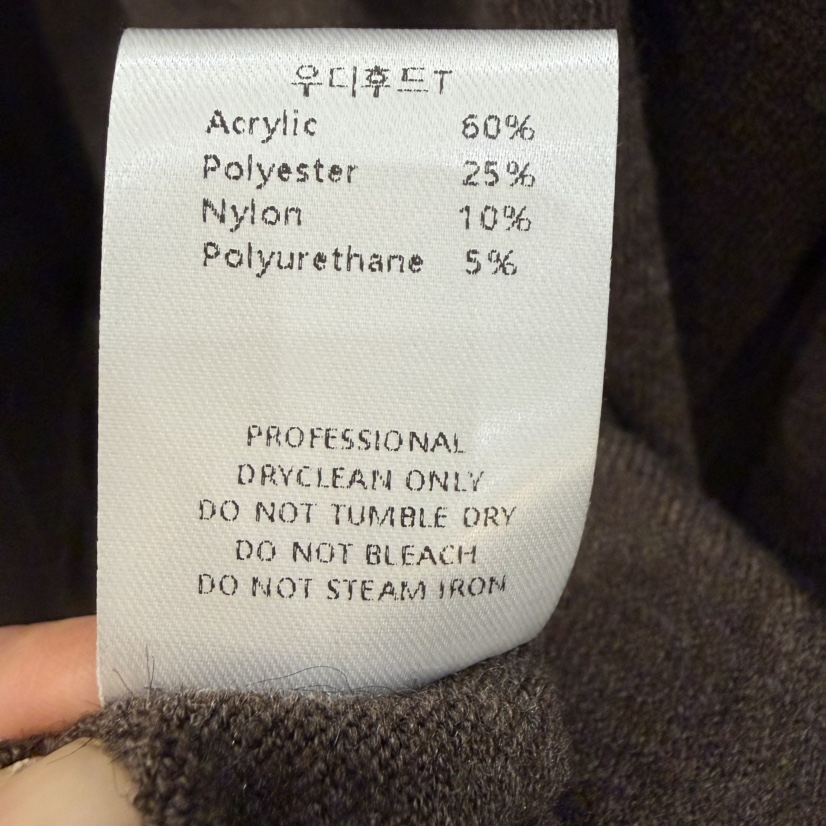 우디후드T
Acrylic 60%
Polyester 25%
Nylon 10%
Polyurethane 5%
PROFESSIONAL
DRYCLEAN ONLY
DO NOT TUMBLE DRY
DO NOT BLEACH
DO NOT STEAM IRON